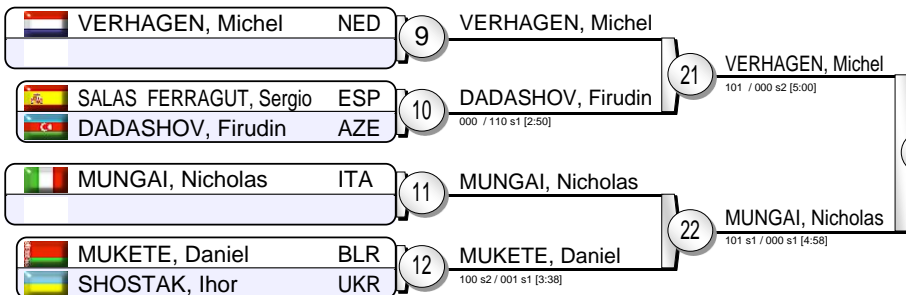 VERHAGEN, Michel NED
9
VERHAGEN, Michel
SALAS FERRAGUT, Sergio ESP
DADASHOV, Firudin AZE
10
DADASHOV, Firudin
000 / 110 s1 [2:50]
21
VERHAGEN, Michel
101 / 000 s2 [5:00]
MUNGAI, Nicholas ITA
11
MUNGAI, Nicholas
MUKETE, Daniel BLR
SHOSTAK, Ihor UKR
12
MUKETE, Daniel
100 s2 / 001 s1 [3:38]
22
MUNGAI, Nicholas
101 s1 / 000 s1 [4:58]